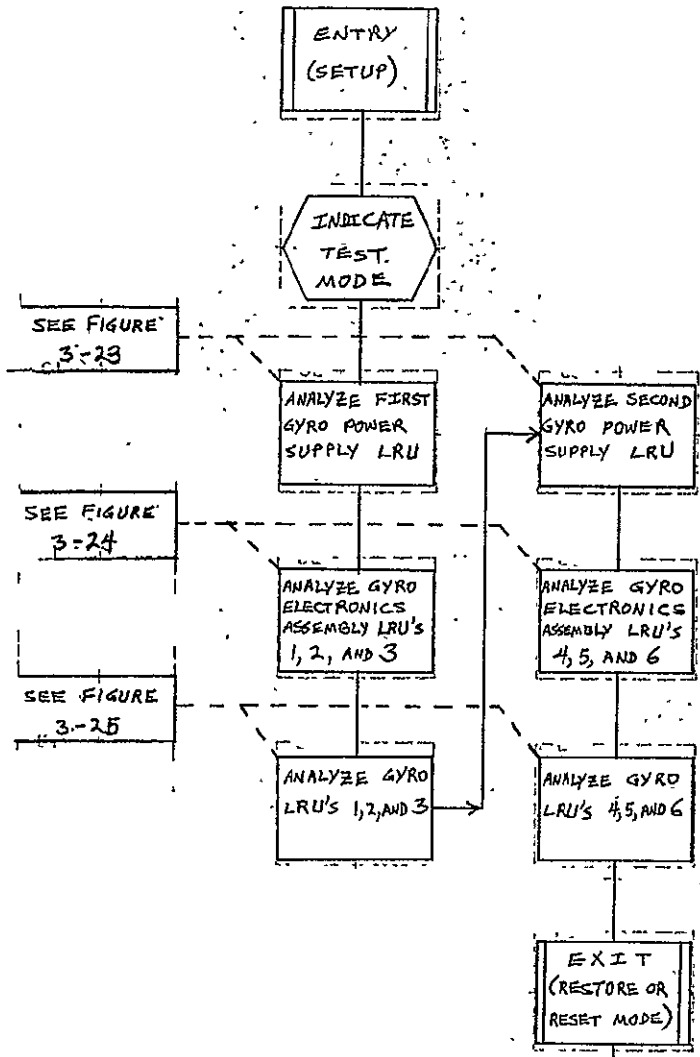 ENTRY
(SETUP)
INDICATE
TEST.
MODE
SEE FIGURE
3-23
ANALYZE FIRST
GYRO POWER
SUPPLY LRU
ANALYZE SECOND
GYRO POWER
SUPPLY LRU
SEE FIGURE
3-24
ANALYZE GYRO
ELECTRONICS
ASSEMBLY LRU'S
1, 2, AND 3
ANALYZE GYRO
ELECTRONICS
ASSEMBLY LRU'S
4, 5, AND 6
SEE FIGURE
3-25
ANALYZE GYRO
LRU'S 1, 2, AND 3
ANALYZE GYRO
LRU'S 4, 5, AND 6
EXIT
(RESTORE OR
RESET MODE)